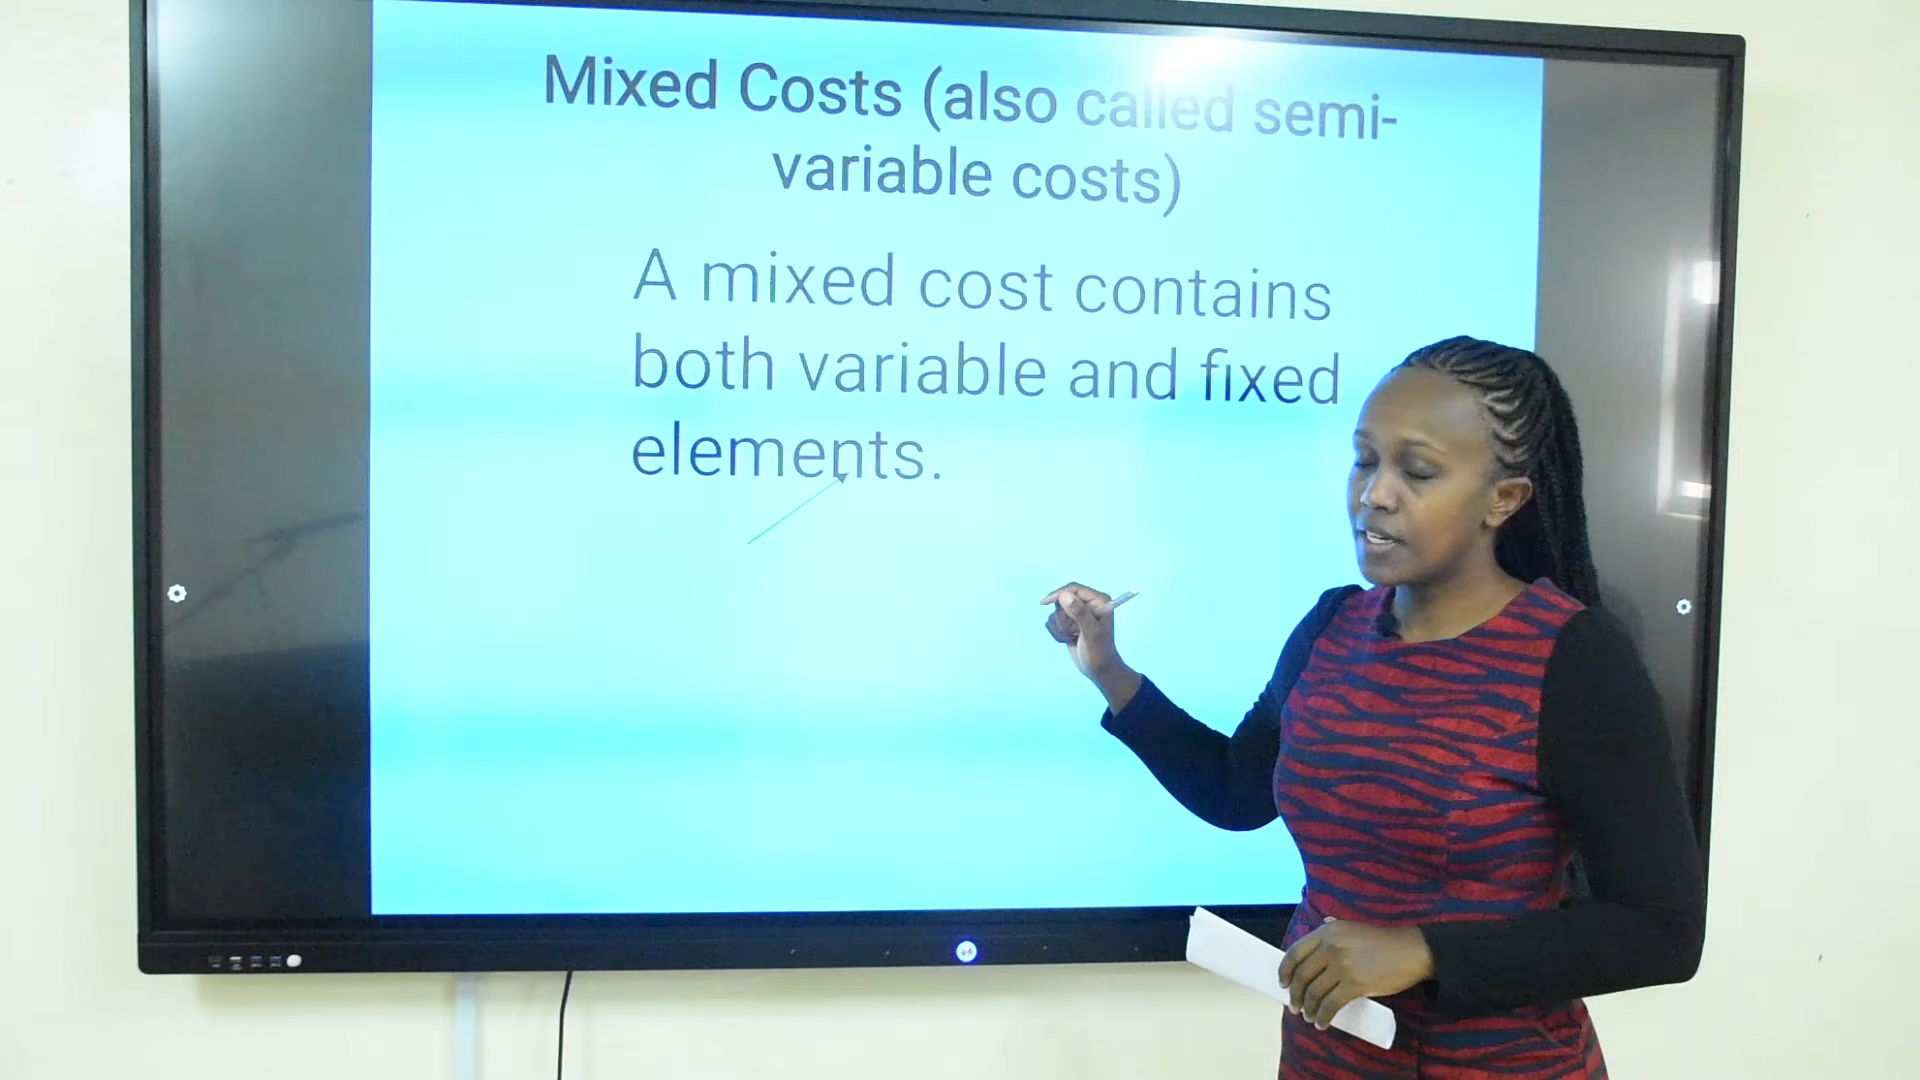 Mixed Costs (also called semi-
variable costs)
A mixed cost contains
both variable and fixed
elements.